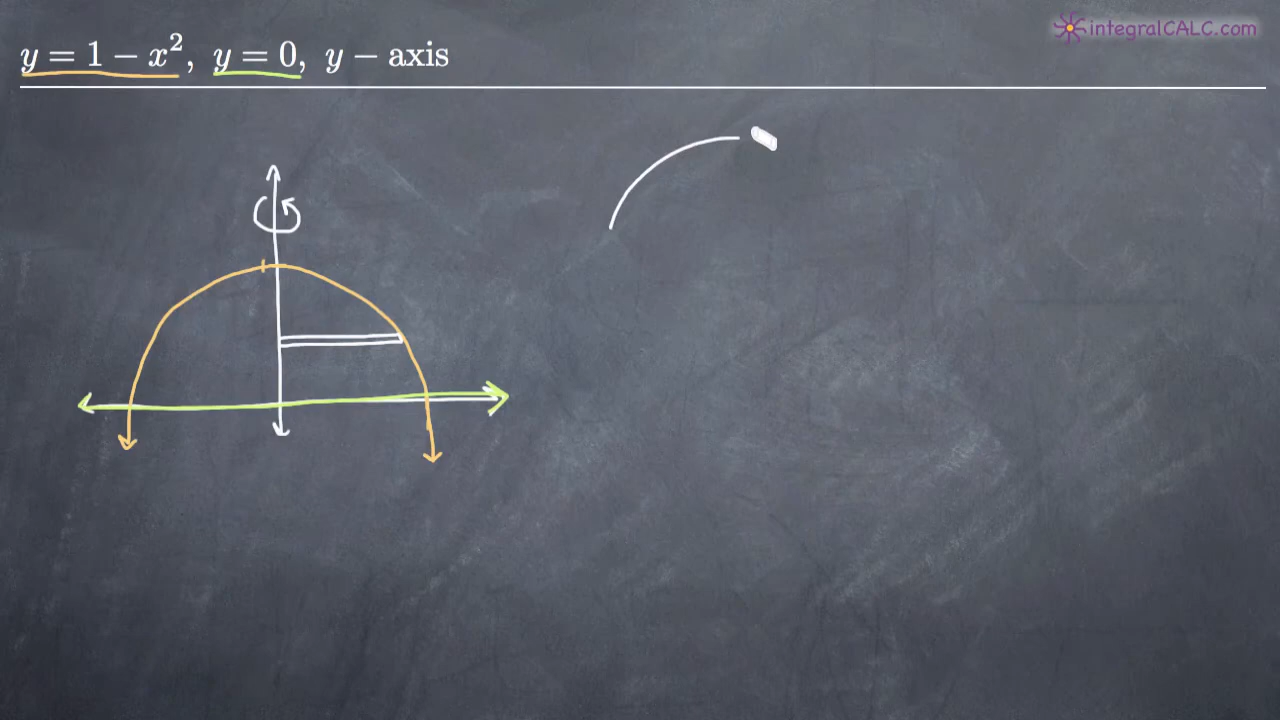 integralCALC.com
y = 1 − x², y = 0, y − axis